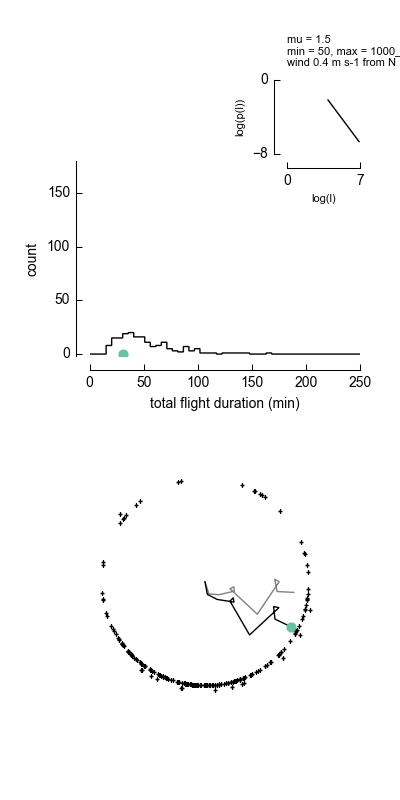 mu = 1.5
min = 50, max = 1000_
wind 0.4 m s-1 from N
0
log(p(l))
−8
0 7
log(l)
150
count
100
50
0
0 50 100 150 200 250
total flight duration (min)